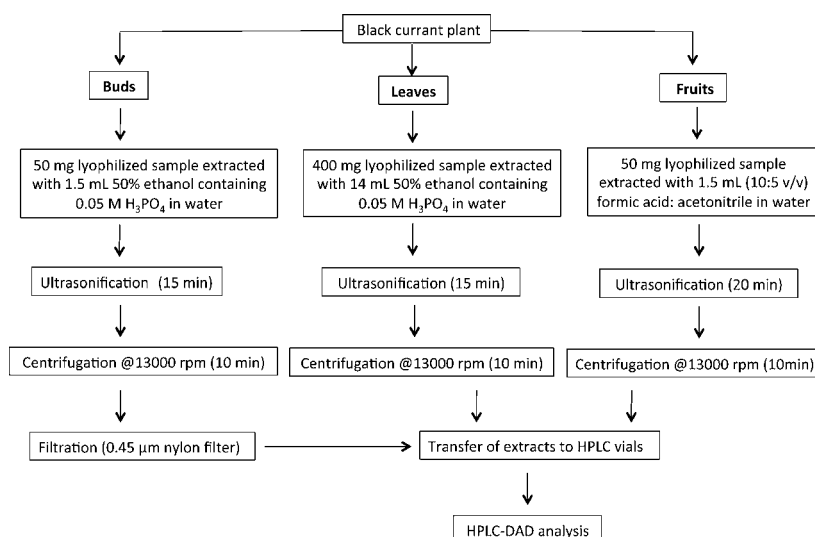 Black currant plant
Buds
Leaves
Fruits
50 mg lyophilized sample extracted
with 1.5 mL 50% ethanol containing
0.05 M H₃PO₄ in water
400 mg lyophilized sample extracted
with 14 mL 50% ethanol containing
0.05 M H₃PO₄ in water
50 mg lyophilized sample
extracted with 1.5 mL (10:5 v/v)
formic acid: acetonitrile in water
Ultrasonification (15 min)
Ultrasonification (15 min)
Ultrasonification (20 min)
Centrifugation @13000 rpm (10 min)
Centrifugation @13000 rpm (10 min)
Centrifugation @13000 rpm (10min)
Filtration (0.45 µm nylon filter)
Transfer of extracts to HPLC vials
HPLC-DAD analysis